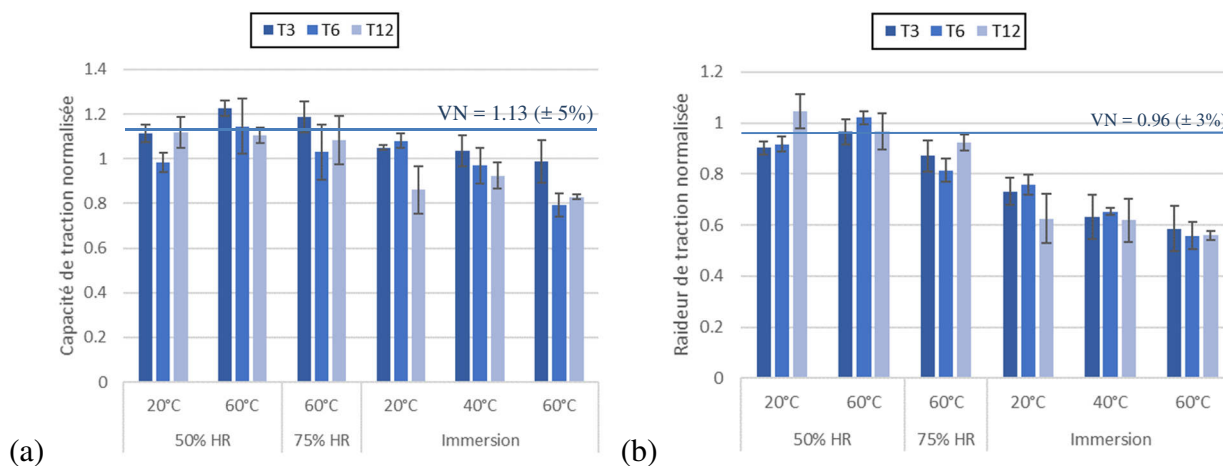 T3 T6 T12
Capacité de traction normalisée
1.4
1.2
1
0.8
0.6
0.4
0.2
0
VN = 1.13 (± 5%)
20°C 60°C 60°C 20°C 40°C 60°C
50% HR 75% HR Immersion
(a)
T3 T6 T12
Raideur de traction normalisée
1.2
1
0.8
0.6
0.4
0.2
0
VN = 0.96 (± 3%)
20°C 60°C 60°C 20°C 40°C 60°C
50% HR 75% HR Immersion
(b)